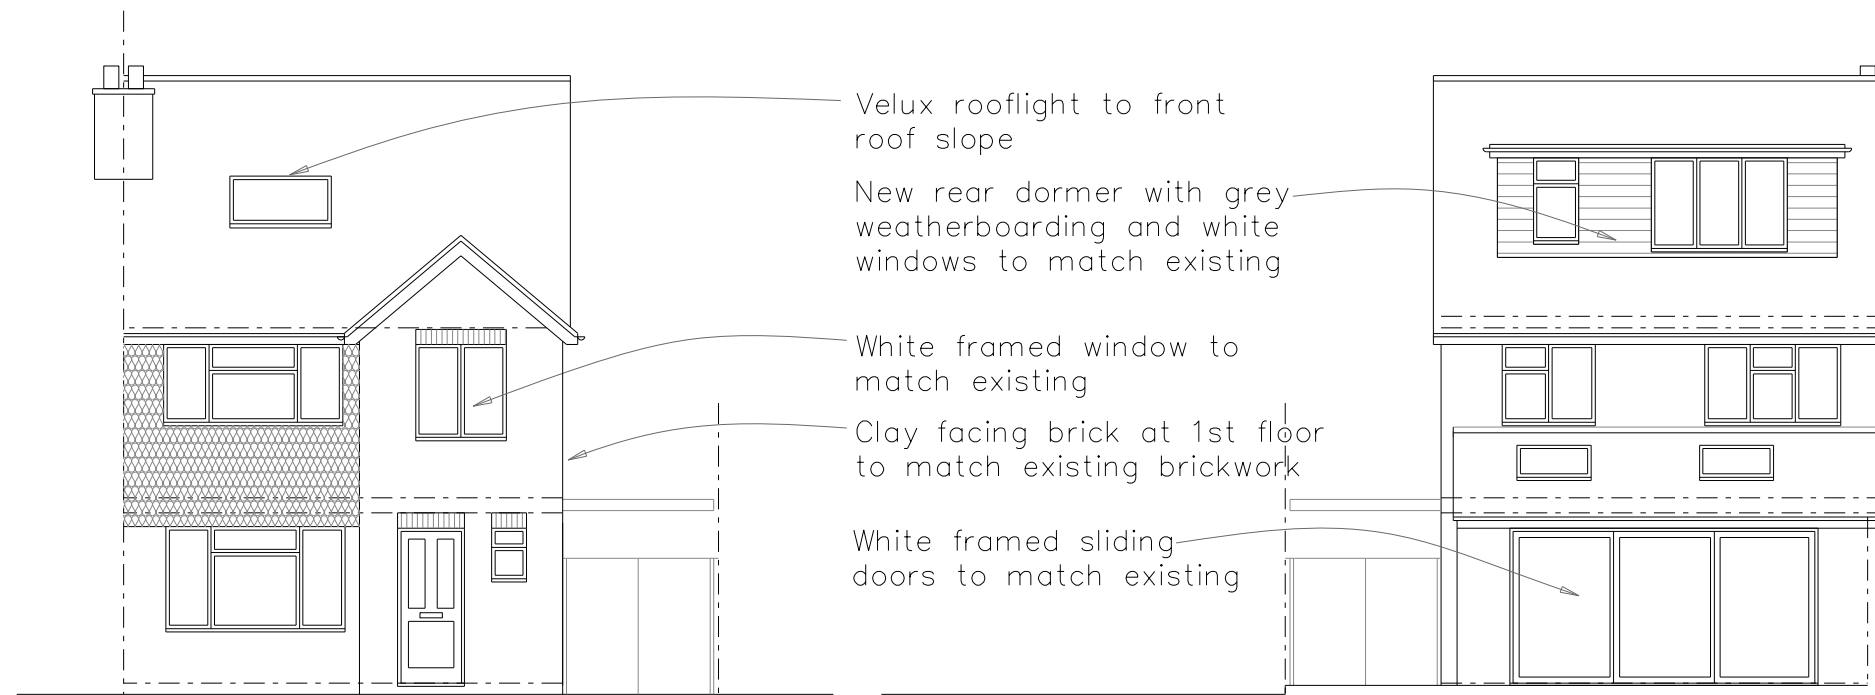 Velux rooflight to front
roof slope
New rear dormer with grey
weatherboarding and white
windows to match existing
White framed window to
match existing
Clay facing brick at 1st floor
to match existing brickwork
White framed sliding
doors to match existing